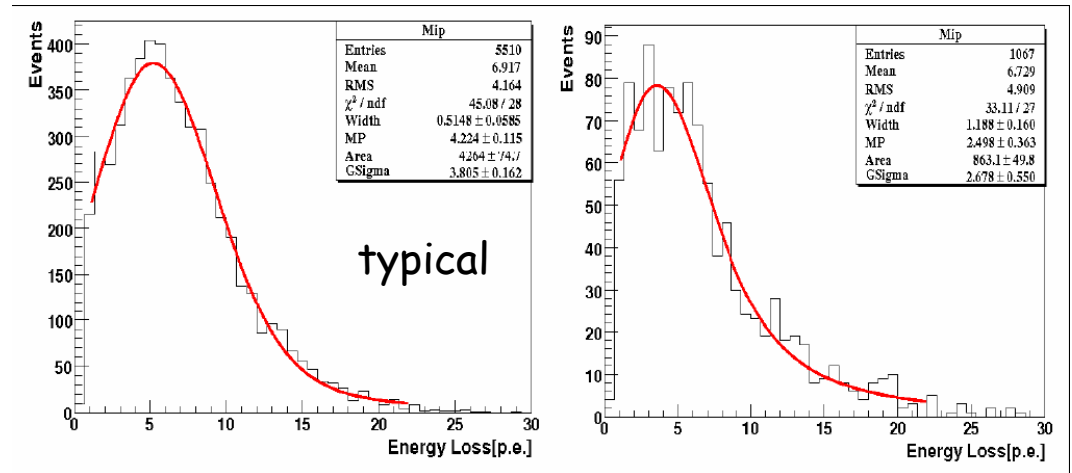 Events
400
350
300
250
200
150
100
50
0
0 5 10 15 20 25 30
Energy Loss[p.e.]
Mip
Entries 5510
Mean 6.917
RMS 4.164
χ² / ndf 45.08 / 28
Width 0.5148 ± 0.0585
MP 4.224 ± 0.115
Area 4264 ± 74.7
GSigma 3.805 ± 0.162
typical
Events
90
80
70
60
50
40
30
20
10
0
0 5 10 15 20 25 30
Energy Loss[p.e.]
Mip
Entries 1067
Mean 6.729
RMS 4.909
χ² / ndf 33.11 / 27
Width 1.188 ± 0.160
MP 2.498 ± 0.363
Area 863.1 ± 49.8
GSigma 2.678 ± 0.550